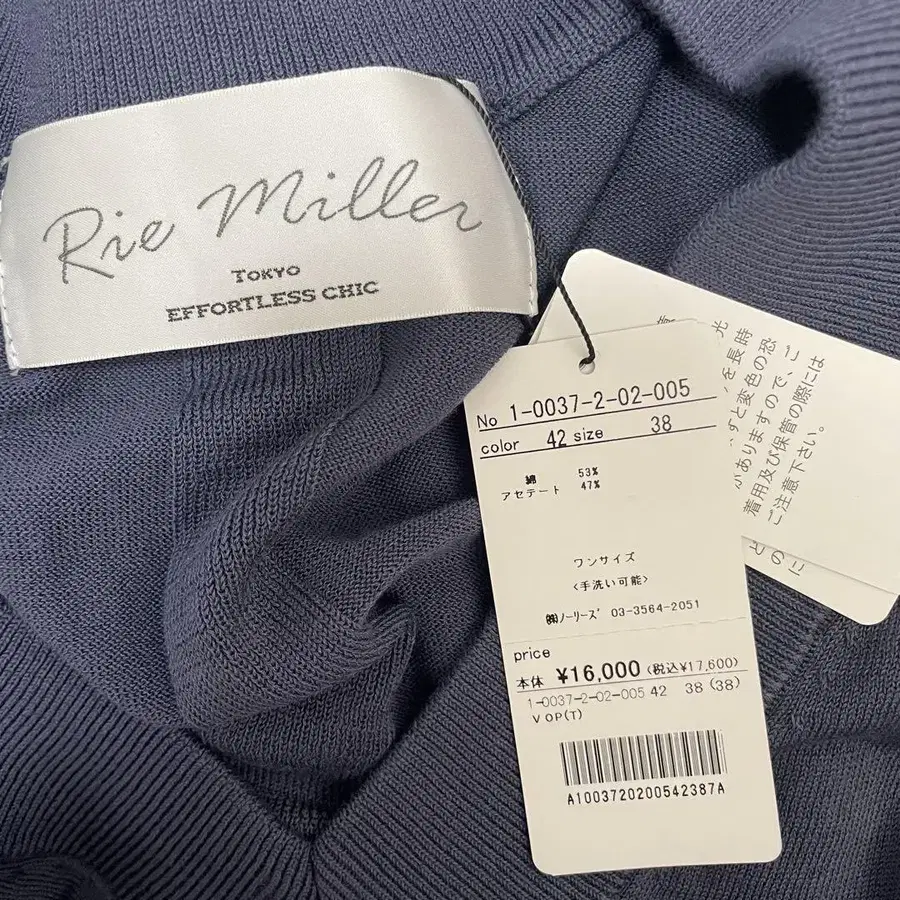 Rie Miller
TOKYO
EFFORTLESS CHIC
No 1-0037-2-02-005
color 42 size 38
綿 53%
アセテート 47%
ワンサイズ
<手洗い可能>
㈱ノーリーズ 03-3564-2051
price
本体 ¥16,000 (税込¥17,600)
1-0037-2-02-005 42 38 (38)
V OP(T)
A1003720200542387A
光
を長時
すと変色の恐
がありますので、ご
着用及び保管の際には
ご注意下さい。